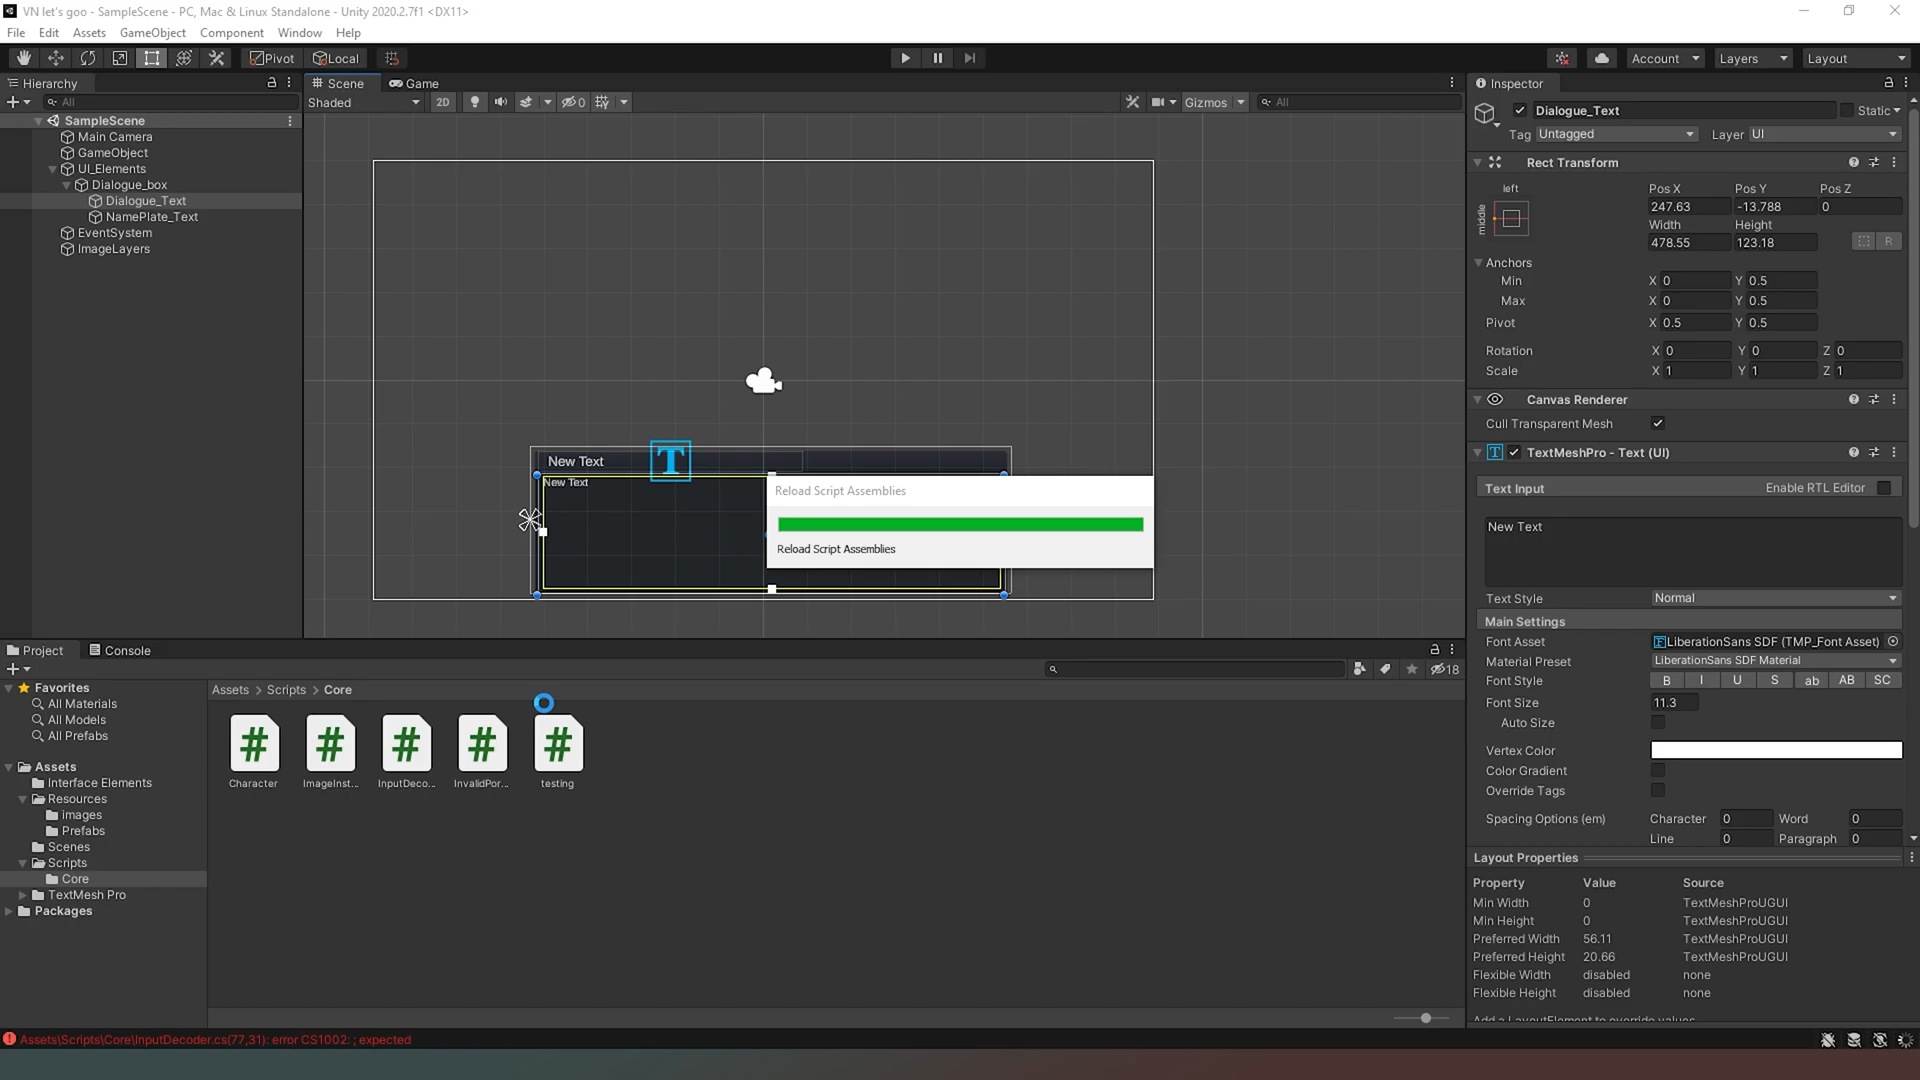 VN let's goo - SampleScene - PC, Mac & Linux Standalone - Unity 2020.2.7f1 <DX11>
File Edit Assets GameObject Component Window Help
Pivot Local Account Layers Layout
Hierarchy
All
SampleScene
Main Camera
GameObject
UI_Elements
Dialogue_box
Dialogue_Text
NamePlate_Text
EventSystem
ImageLayers
Scene Game
Shaded 2D 0 Gizmos All
New Text
T
New Text
Reload Script Assemblies
Reload Script Assemblies
Inspector
Dialogue_Text Static
Tag Untagged Layer UI
Rect Transform
left
middle
Pos X Pos Y Pos Z
247.63 -13.788 0
Width Height
478.55 123.18 R
Anchors
Min X 0 Y 0.5
Max X 0 Y 0.5
Pivot X 0.5 Y 0.5
Rotation X 0 Y 0 Z 0
Scale X 1 Y 1 Z 1
Canvas Renderer
Cull Transparent Mesh
TextMeshPro - Text (UI)
Text Input Enable RTL Editor
New Text
Text Style Normal
Main Settings
Font Asset LiberationSans SDF (TMP_Font Asset)
Material Preset LiberationSans SDF Material
Font Style B I U S ab AB SC
Font Size 11.3
Auto Size
Vertex Color
Color Gradient
Override Tags
Spacing Options (em) Character 0 Word 0
Line 0 Paragraph 0
Layout Properties
Property Value Source
Min Width 0 TextMeshProUGUI
Min Height 0 TextMeshProUGUI
Preferred Width 56.11 TextMeshProUGUI
Preferred Height 20.66 TextMeshProUGUI
Flexible Width disabled none
Flexible Height disabled none
Add a LayoutElement to override values
Project Console
18
Favorites
All Materials
All Models
All Prefabs
Assets
Interface Elements
Resources
images
Prefabs
Scenes
Scripts
Core
TextMesh Pro
Packages
Assets > Scripts > Core
Character ImageInst... InputDeco... InvalidPor... testing
Assets\Scripts\Core\InputDecoder.cs(77,31): error CS1002: ; expected